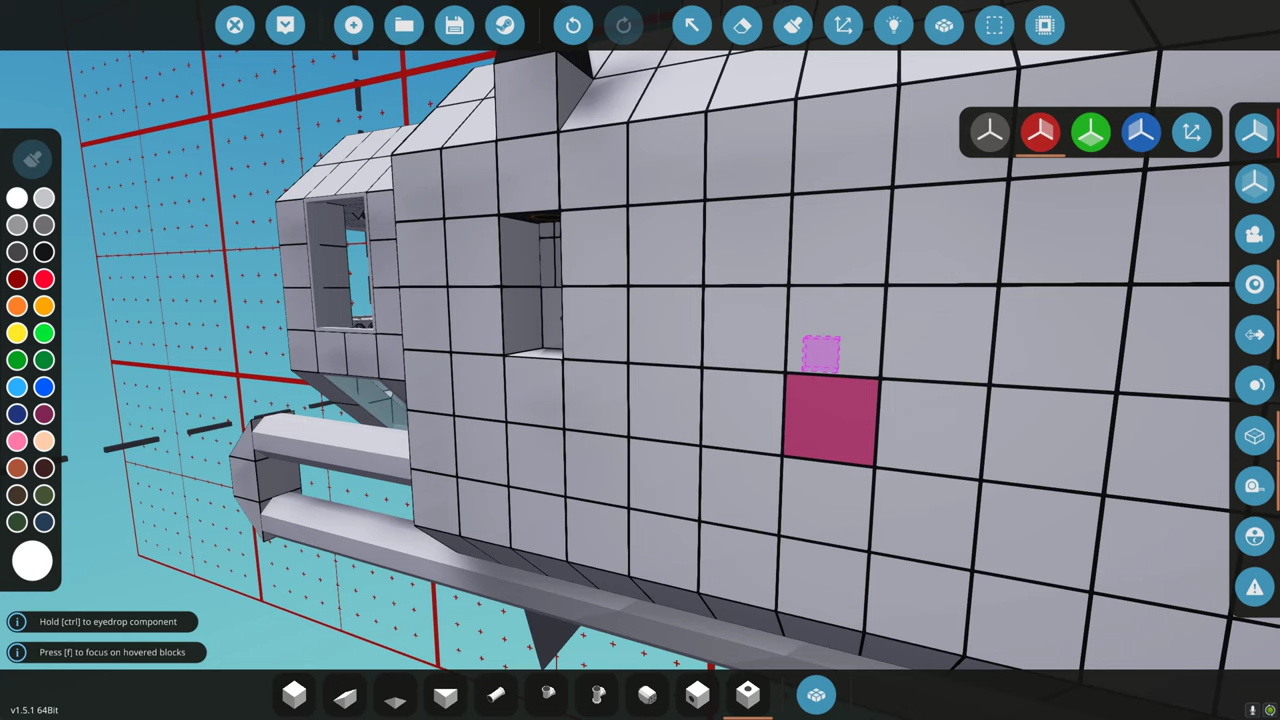 Hold [ctrl] to eyedrop component
Press [f] to focus on hovered blocks
v1.5.1 64Bit